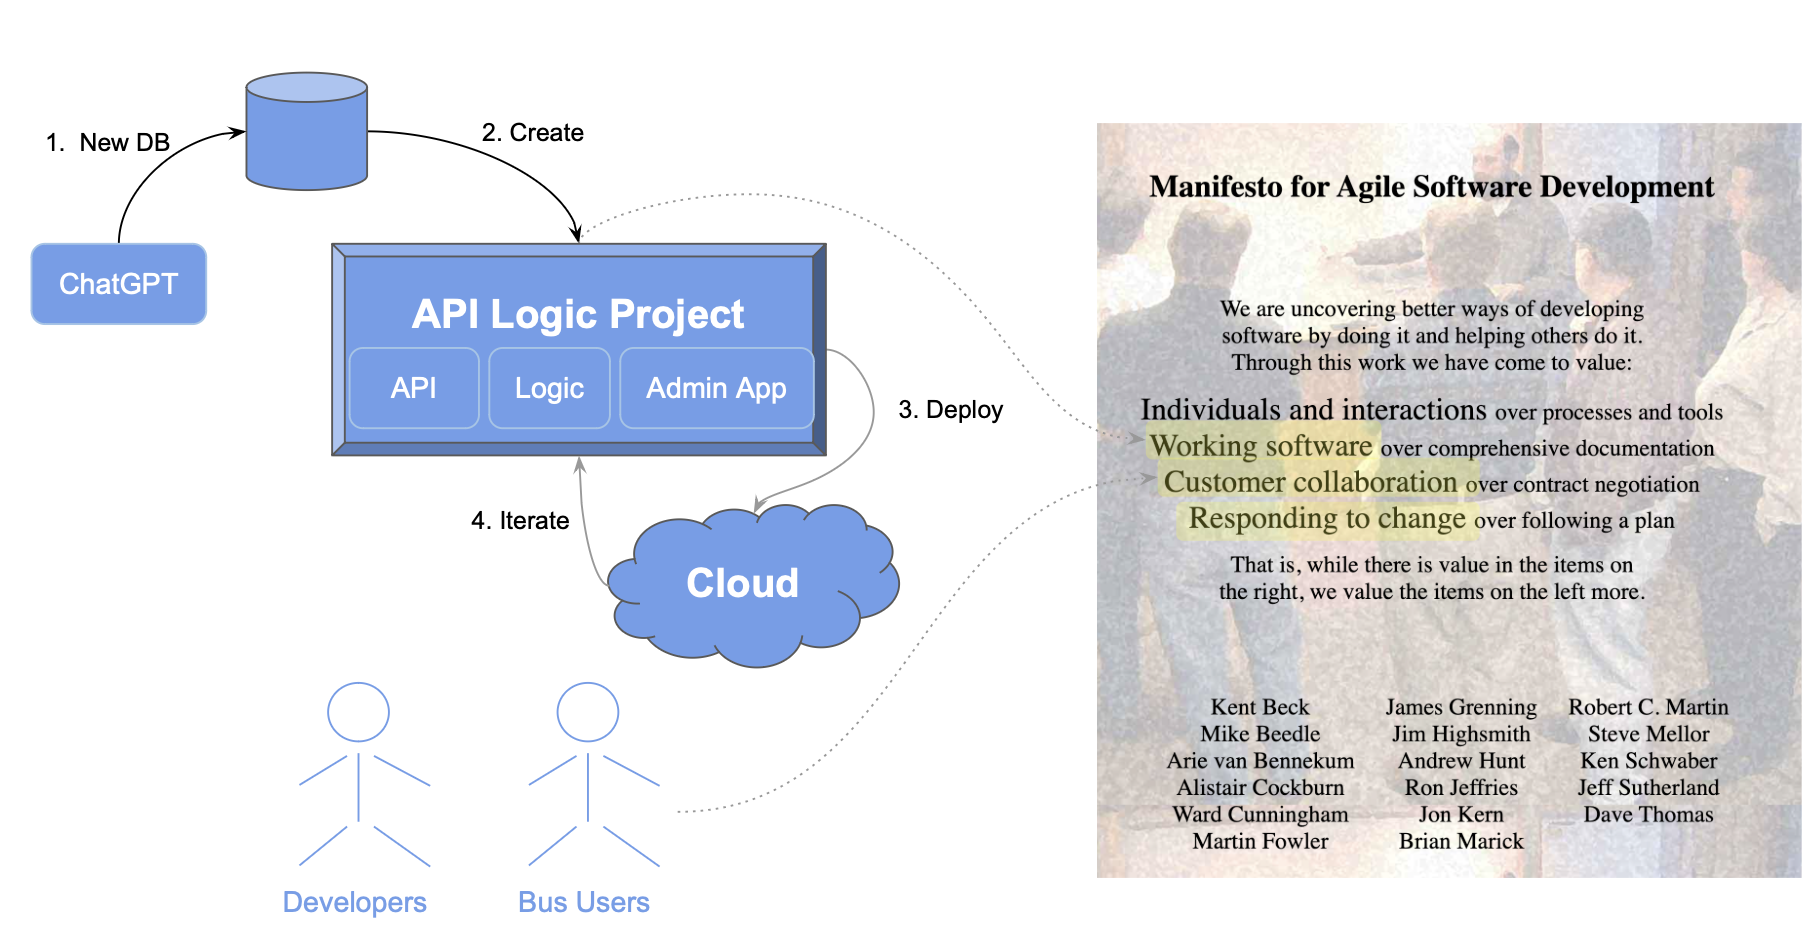 1.  New DB
2. Create
ChatGPT
API Logic Project
API
Logic
Admin App
3. Deploy
4. Iterate
Cloud
Developers
Bus Users
Manifesto for Agile Software Development
We are uncovering better ways of developing
software by doing it and helping others do it.
Through this work we have come to value:
Individuals and interactions over processes and tools
Working software over comprehensive documentation
Customer collaboration over contract negotiation
Responding to change over following a plan
That is, while there is value in the items on
the right, we value the items on the left more.
Kent Beck
Mike Beedle
Arie van Bennekum
Alistair Cockburn
Ward Cunningham
Martin Fowler
James Grenning
Jim Highsmith
Andrew Hunt
Ron Jeffries
Jon Kern
Brian Marick
Robert C. Martin
Steve Mellor
Ken Schwaber
Jeff Sutherland
Dave Thomas